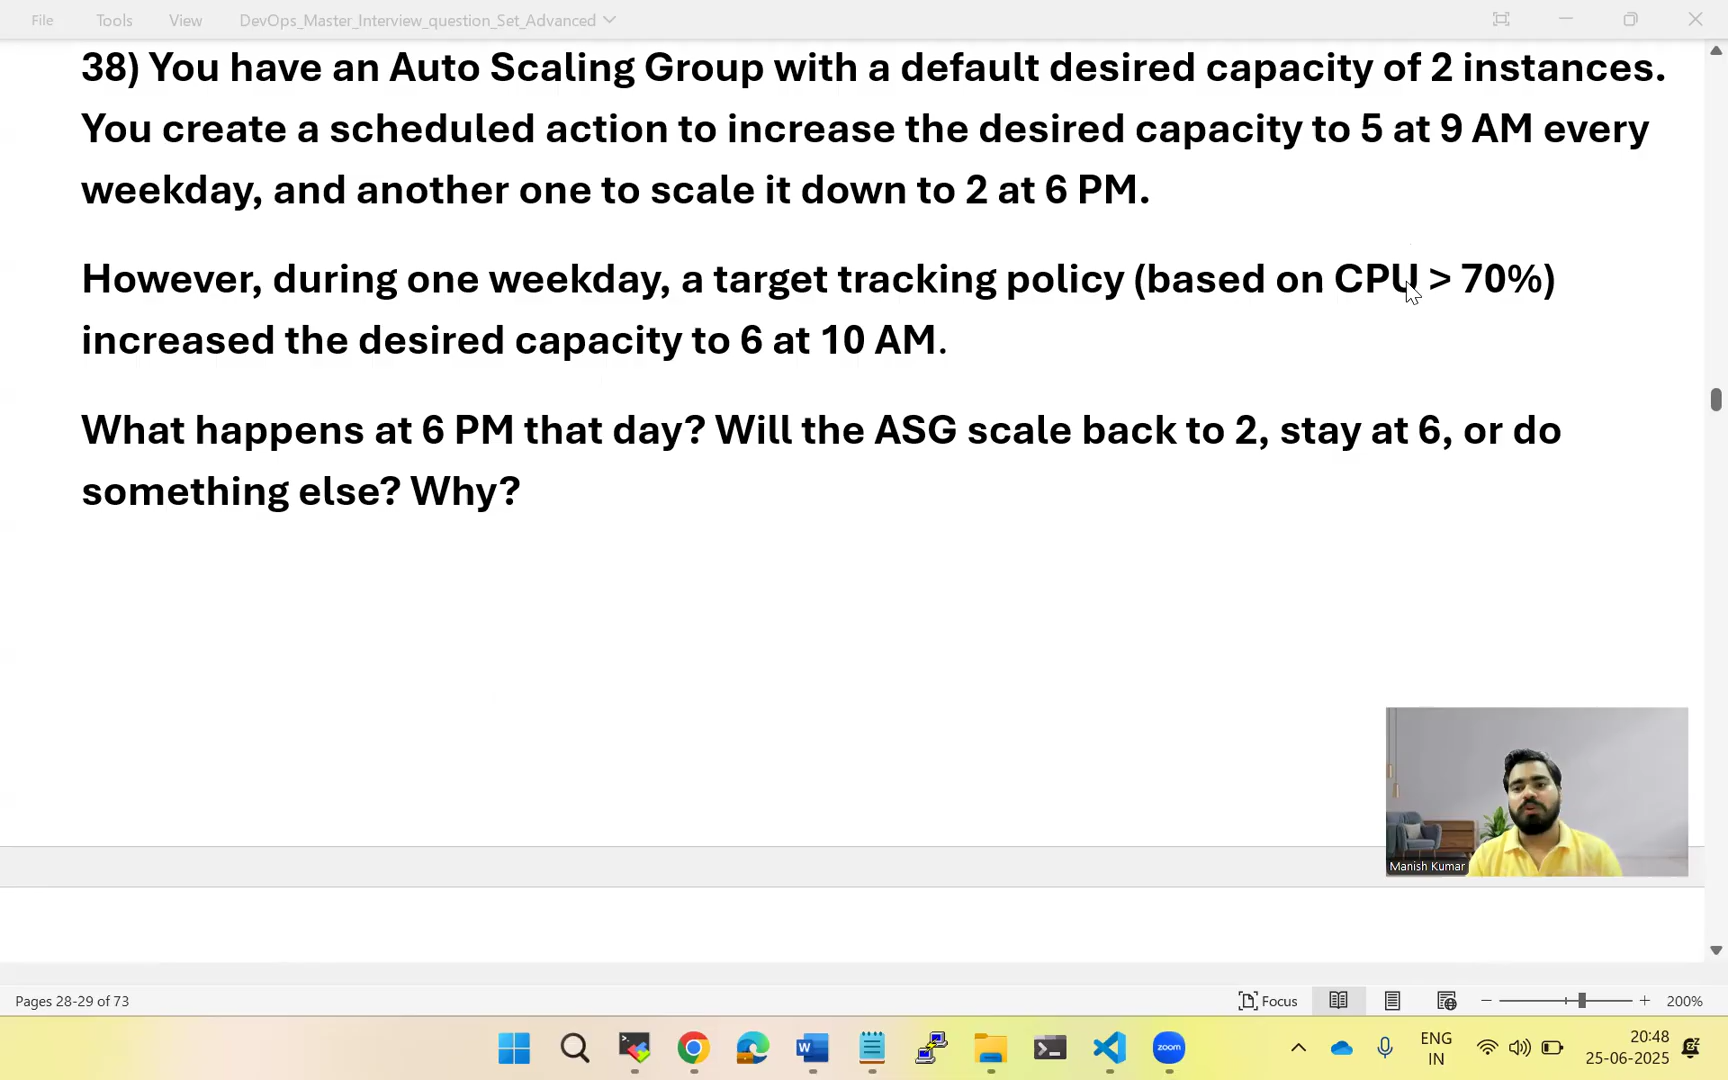 File Tools View DevOps_Master_Interview_question_Set_Advanced
38) You have an Auto Scaling Group with a default desired capacity of 2 instances.
You create a scheduled action to increase the desired capacity to 5 at 9 AM every
weekday, and another one to scale it down to 2 at 6 PM.
However, during one weekday, a target tracking policy (based on CPU > 70%)
increased the desired capacity to 6 at 10 AM.
What happens at 6 PM that day? Will the ASG scale back to 2, stay at 6, or do
something else? Why?
Manish Kumar
Pages 28-29 of 73 Focus 200%
zoom ENG 20:48
IN 25-06-2025